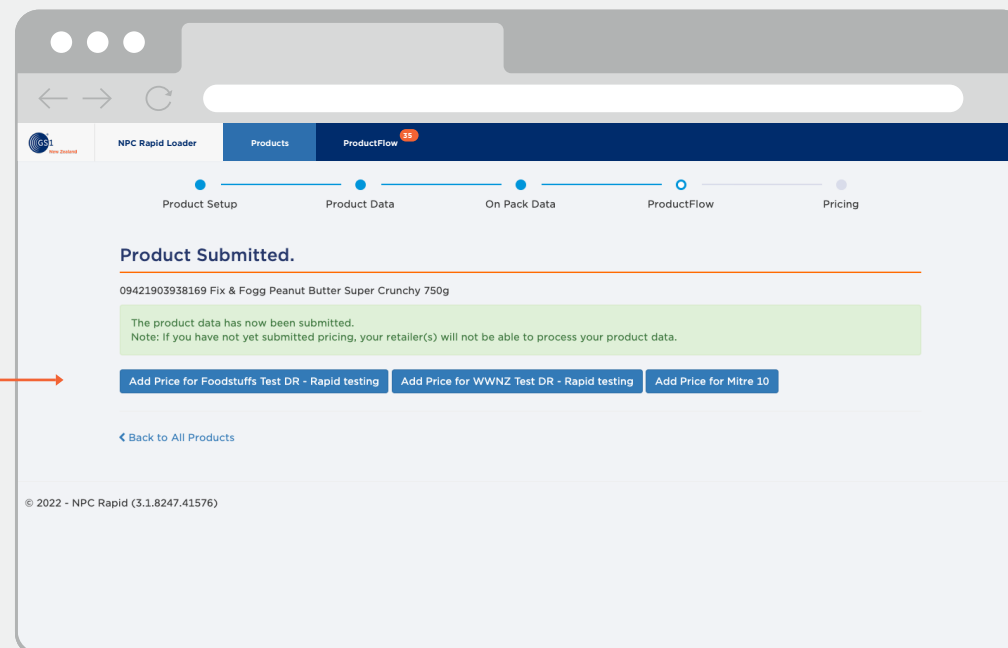 GS1
New Zealand
NPC Rapid Loader
Products
ProductFlow
35
Product Setup
Product Data
On Pack Data
ProductFlow
Pricing
Product Submitted.
09421903938169 Fix & Fogg Peanut Butter Super Crunchy 750g
The product data has now been submitted.
Note: If you have not yet submitted pricing, your retailer(s) will not be able to process your product data.
Add Price for Foodstuffs Test DR - Rapid testing
Add Price for WWNZ Test DR - Rapid testing
Add Price for Mitre 10
Back to All Products
© 2022 - NPC Rapid (3.1.8247.41576)